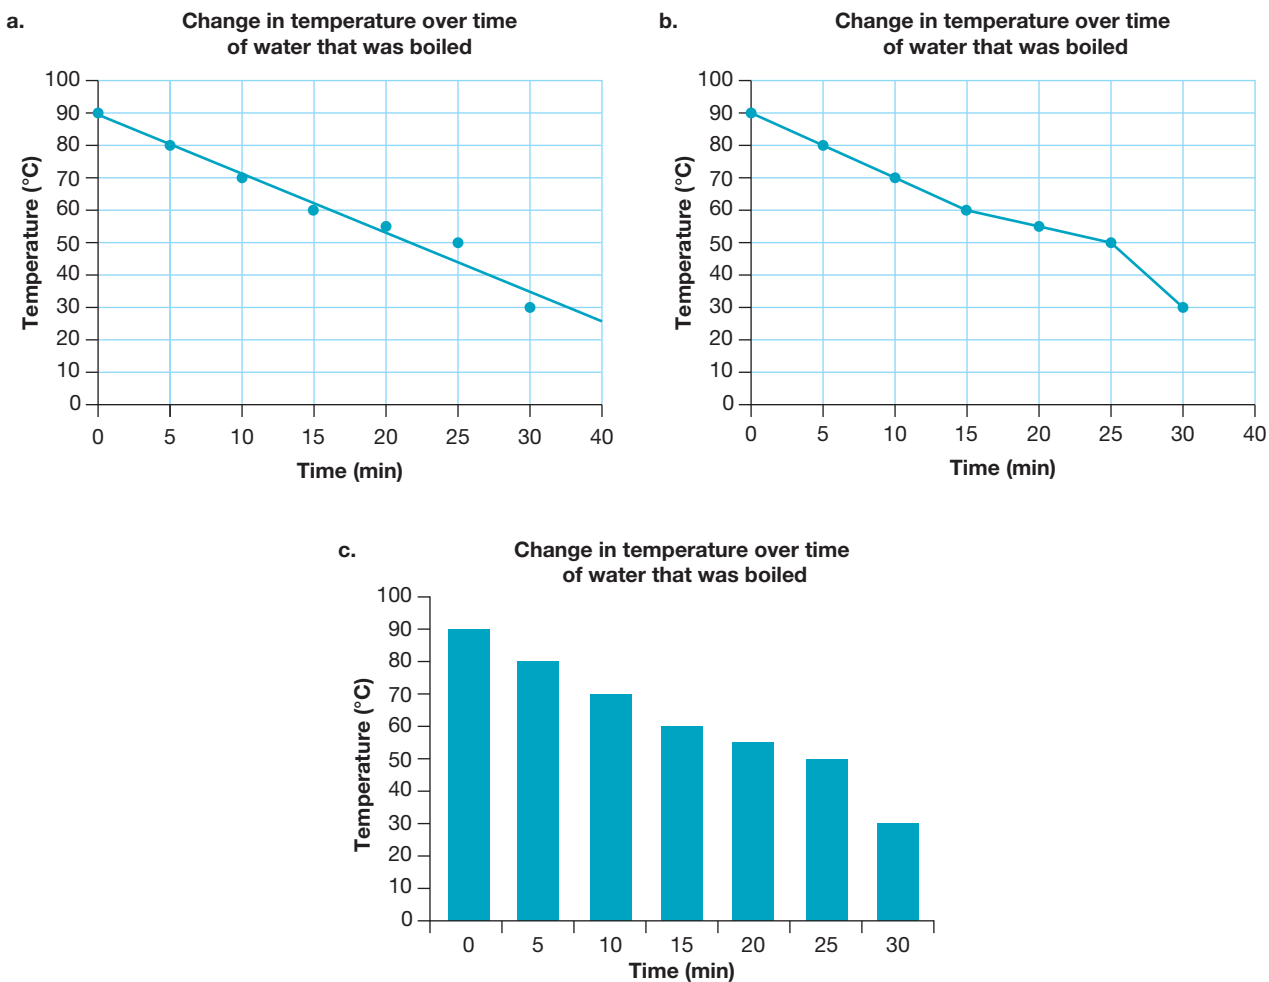 a.
Change in temperature over time
of water that was boiled
100
90
80
70
60
50
40
30
20
10
0
Temperature (°C)
0 5 10 15 20 25 30 40
Time (min)
b.
Change in temperature over time
of water that was boiled
100
90
80
70
60
50
40
30
20
10
0
Temperature (°C)
0 5 10 15 20 25 30 40
Time (min)
c.
Change in temperature over time
of water that was boiled
100
90
80
70
60
50
40
30
20
10
0
Temperature (°C)
0 5 10 15 20 25 30
Time (min)